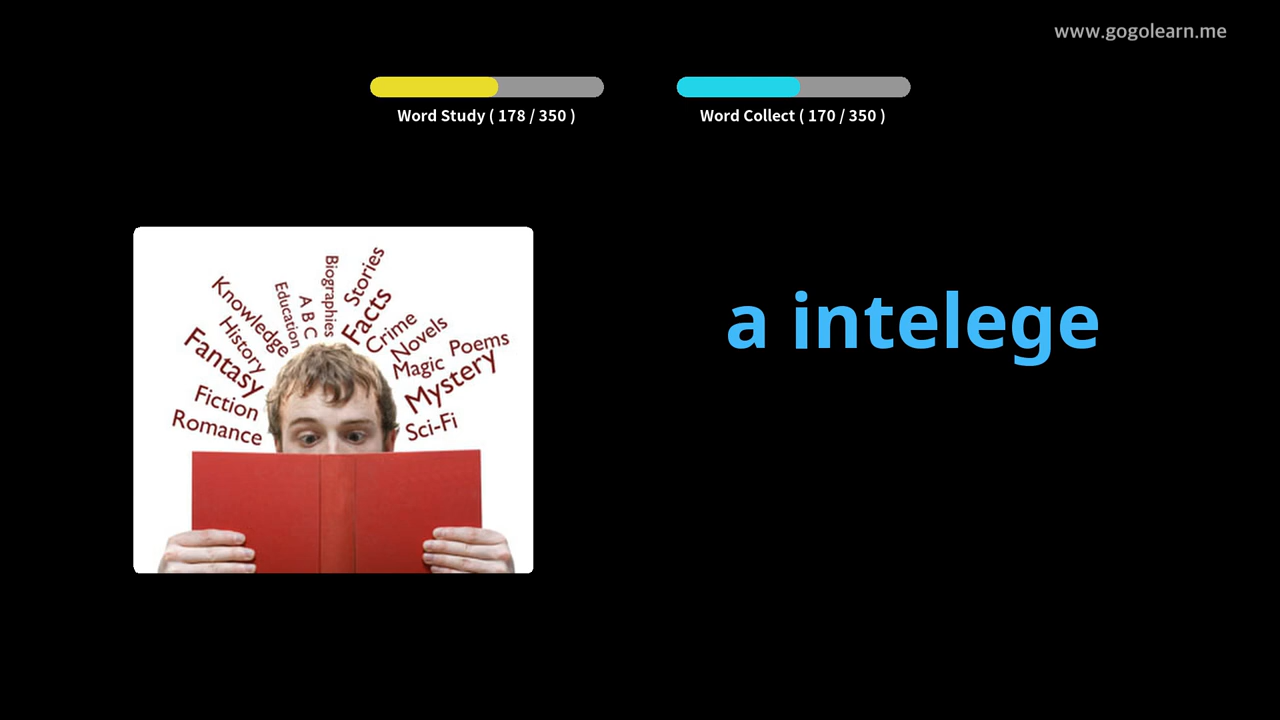 www.gogolearn.me
Word Study ( 178 / 350 )
Word Collect ( 170 / 350 )
a intelege
Knowledge
History
Fantasy
Fiction
Romance
Education
A B C
Biographies
Stories
Facts
Crime
Novels
Magic
Poems
Mystery
Sci-Fi